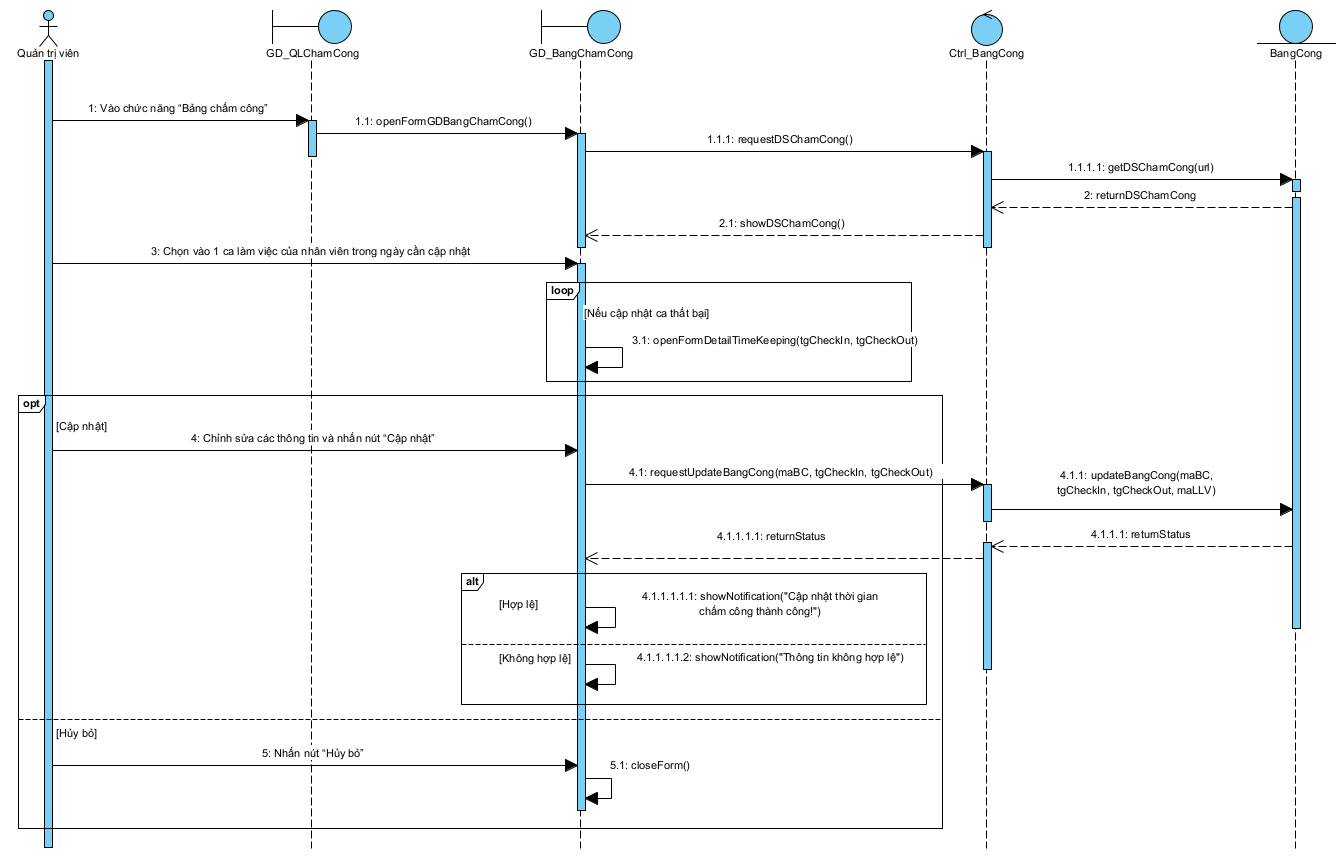 Quản trị viên
GD_QLChamCong
GD_BangChamCong
Ctrl_BangCong
BangCong
1: Vào chức năng “Bảng chấm công”
1.1: openFormGDBangChamCong()
1.1.1: requestDSChamCong()
1.1.1.1: getDSChamCong(url)
2: returnDSChamCong
2.1: showDSChamCong()
3: Chọn vào 1 ca làm việc của nhân viên trong ngày cần cập nhật
loop
[Nếu cập nhật ca thất bại]
3.1: openFormDetailTimeKeeping(tgCheckIn, tgCheckOut)
opt
[Cập nhật]
4: Chỉnh sửa các thông tin và nhấn nút “Cập nhật”
4.1: requestUpdateBangCong(maBC, tgCheckIn, tgCheckOut)
4.1.1: updateBangCong(maBC,
tgCheckIn, tgCheckOut, maLLV)
4.1.1.1: returnStatus
4.1.1.1.1: returnStatus
alt
[Hợp lệ]
4.1.1.1.1.1: showNotification("Cập nhật thời gian
chấm công thành công!")
[Không hợp lệ]
4.1.1.1.1.2: showNotification("Thông tin không hợp lệ")
[Hủy bỏ]
5: Nhấn nút “Hủy bỏ”
5.1: closeForm()